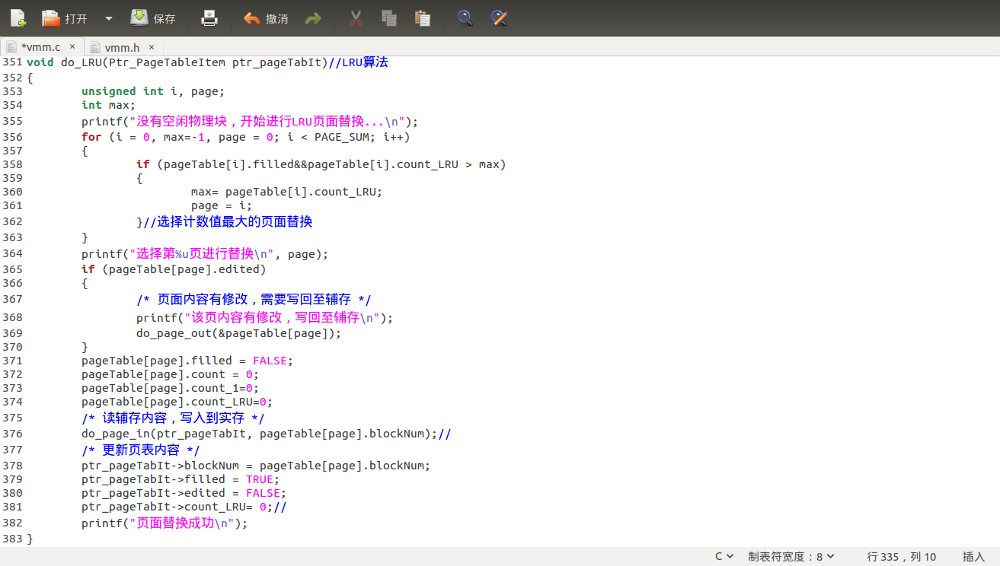 打开 保存 撤消
*vmm.c × vmm.h ×
351 void do_LRU(Ptr_PageTableItem ptr_pageTabIt)//LRU算法
352 {
353         unsigned int i, page;
354         int max;
355         printf("没有空闲物理块，开始进行LRU页面替换...\n");
356         for (i = 0, max=-1, page = 0; i < PAGE_SUM; i++)
357         {
358                 if (pageTable[i].filled&&pageTable[i].count_LRU > max)
359                 {
360                         max= pageTable[i].count_LRU;
361                         page = i;
362                 }//选择计数值最大的页面替换
363         }
364         printf("选择第%u页进行替换\n", page);
365         if (pageTable[page].edited)
366         {
367                 /* 页面内容有修改，需要写回至辅存 */
368                 printf("该页内容有修改，写回至辅存\n");
369                 do_page_out(&pageTable[page]);
370         }
371         pageTable[page].filled = FALSE;
372         pageTable[page].count = 0;
373         pageTable[page].count_1=0;
374         pageTable[page].count_LRU=0;
375         /* 读辅存内容，写入到实存 */
376         do_page_in(ptr_pageTabIt, pageTable[page].blockNum);//
377         /* 更新页表内容 */
378         ptr_pageTabIt->blockNum = pageTable[page].blockNum;
379         ptr_pageTabIt->filled = TRUE;
380         ptr_pageTabIt->edited = FALSE;
381         ptr_pageTabIt->count_LRU= 0;//
382         printf("页面替换成功\n");
383 }
C 制表符宽度：8 行 335，列 10 插入